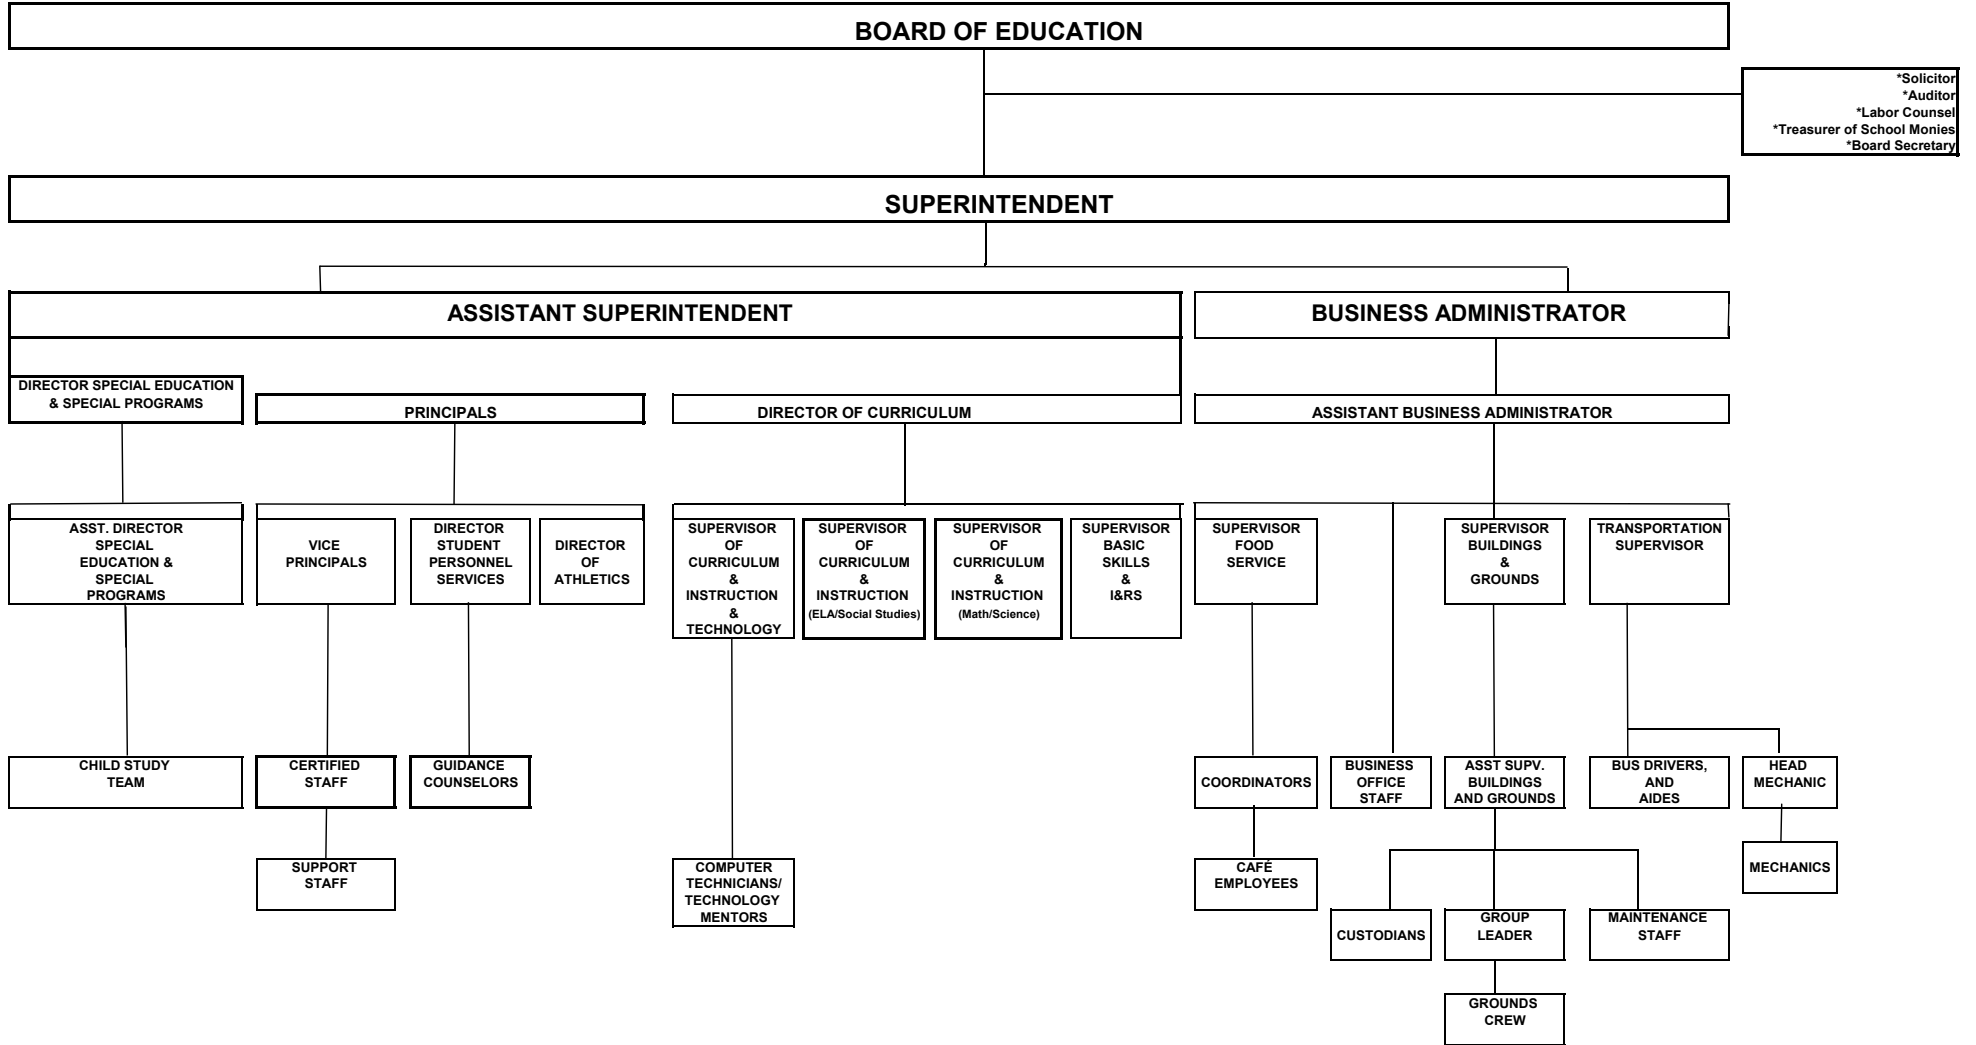 BOARD OF EDUCATION
*Solicitor
*Auditor
*Labor Counsel
*Treasurer of School Monies
*Board Secretary
SUPERINTENDENT
ASSISTANT SUPERINTENDENT
BUSINESS ADMINISTRATOR
DIRECTOR SPECIAL EDUCATION
& SPECIAL PROGRAMS
PRINCIPALS
DIRECTOR OF CURRICULUM
ASSISTANT BUSINESS ADMINISTRATOR
ASST. DIRECTOR
SPECIAL
EDUCATION &
SPECIAL
PROGRAMS
VICE
PRINCIPALS
DIRECTOR
STUDENT
PERSONNEL
SERVICES
DIRECTOR
OF
ATHLETICS
SUPERVISOR
OF
CURRICULUM
&
INSTRUCTION
&
TECHNOLOGY
SUPERVISOR
OF
CURRICULUM
&
INSTRUCTION
(ELA/Social Studies)
SUPERVISOR
OF
CURRICULUM
&
INSTRUCTION
(Math/Science)
SUPERVISOR
BASIC
SKILLS
&
I&RS
SUPERVISOR
FOOD
SERVICE
SUPERVISOR
BUILDINGS
&
GROUNDS
TRANSPORTATION
SUPERVISOR
CHILD STUDY
TEAM
CERTIFIED
STAFF
GUIDANCE
COUNSELORS
COORDINATORS
BUSINESS
OFFICE
STAFF
ASST SUPV.
BUILDINGS
AND GROUNDS
BUS DRIVERS,
AND
AIDES
HEAD
MECHANIC
SUPPORT
STAFF
COMPUTER
TECHNICIANS/
TECHNOLOGY
MENTORS
CAFÉ
EMPLOYEES
MECHANICS
CUSTODIANS
GROUP
LEADER
MAINTENANCE
STAFF
GROUNDS
CREW